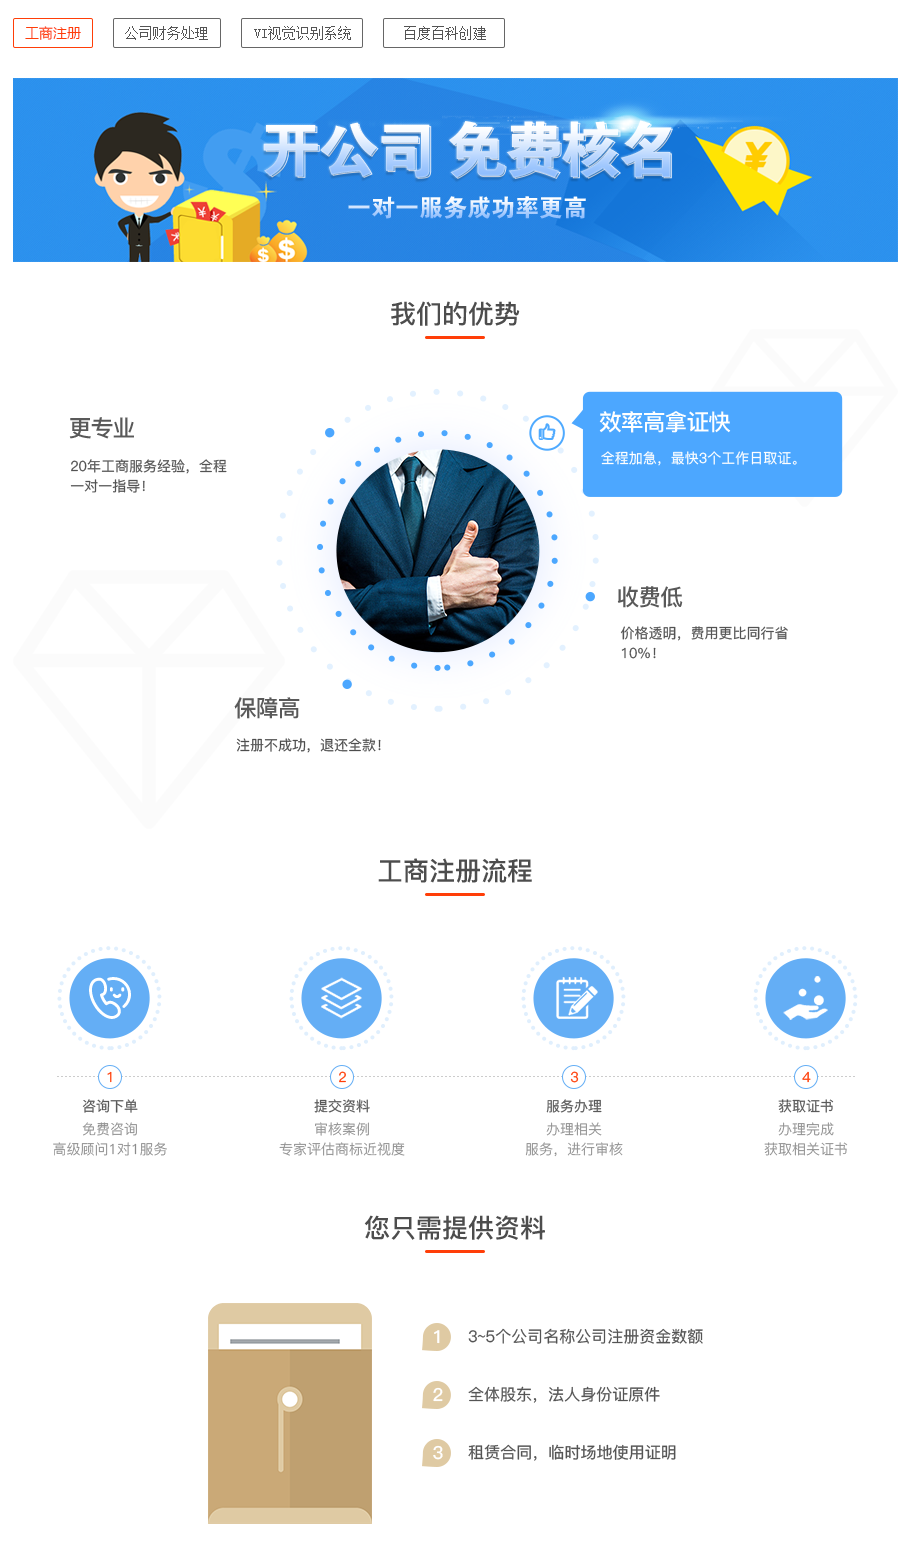 工商注册
公司财务处理
VI视觉识别系统
百度百科创建
开公司 免费核名
一对一服务成功率更高
我们的优势
更专业
20年工商服务经验，全程
一对一指导！
效率高拿证快
全程加急，最快3个工作日取证。
收费低
价格透明，费用更比同行省
10%！
保障高
注册不成功，退还全款！
工商注册流程
1
咨询下单
免费咨询
高级顾问1对1服务
2
提交资料
审核案例
专家评估商标近视度
3
服务办理
办理相关
服务，进行审核
4
获取证书
办理完成
获取相关证书
您只需提供资料
1 3~5个公司名称公司注册资金数额
2 全体股东，法人身份证原件
3 租赁合同，临时场地使用证明